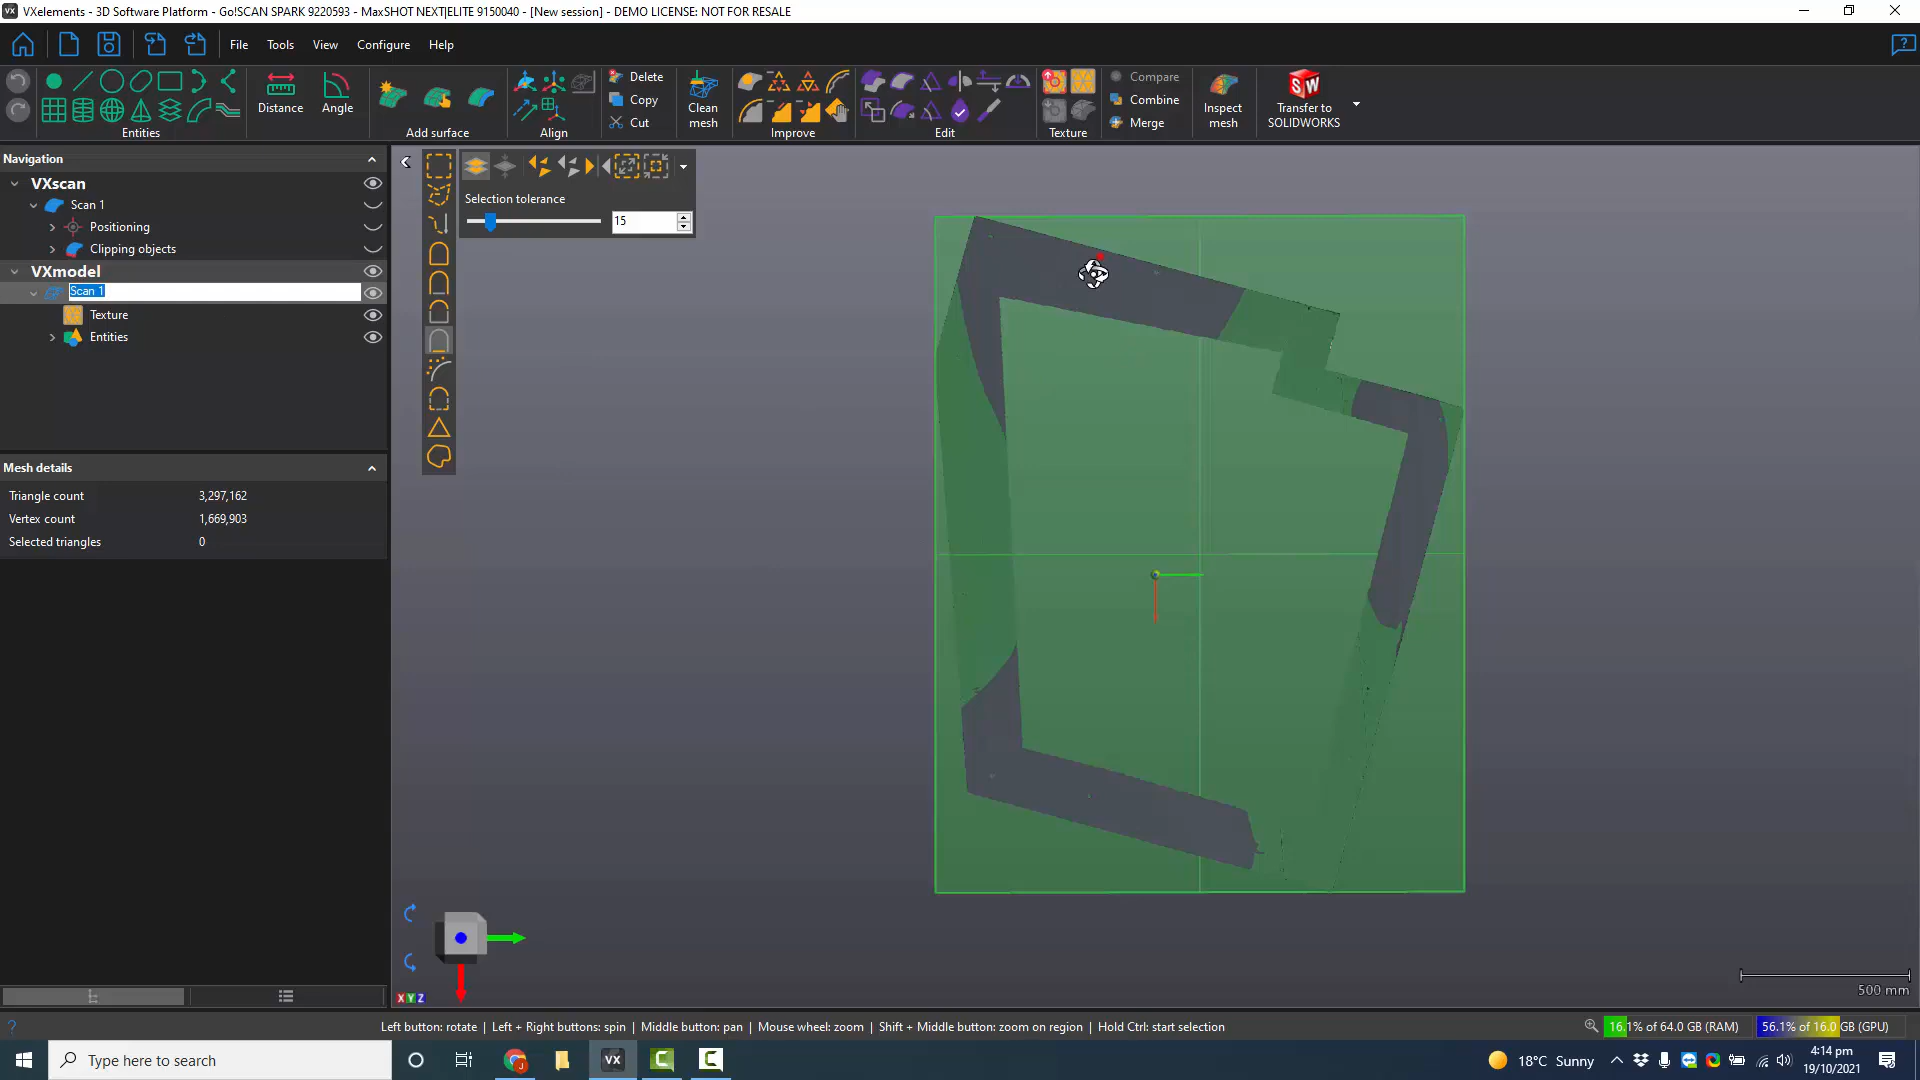 VXelements - 3D Software Platform - Go!SCAN SPARK 9220593 - MaxSHOT NEXT|ELITE 9150040 - [New session] - DEMO LICENSE: NOT FOR RESALE
File Tools View Configure Help
Entities
Distance
Angle
Add surface
Align
Delete
Copy
Cut
Clean mesh
Improve
Edit
Texture
Compare
Combine
Merge
Inspect mesh
Transfer to SOLIDWORKS
Navigation
VXscan
Scan 1
Positioning
Clipping objects
VXmodel
Scan 1
Texture
Entities
Selection tolerance
15
Mesh details
Triangle count 3,297,162
Vertex count 1,669,903
Selected triangles 0
X Y Z
500 mm
Left button: rotate | Left + Right buttons: spin | Middle button: pan | Mouse wheel: zoom | Shift + Middle button: zoom on region | Hold Ctrl: start selection
16.1% of 64.0 GB (RAM)
56.1% of 16.0 GB (GPU)
Type here to search
VX
18°C Sunny
4:14 pm
19/10/2021